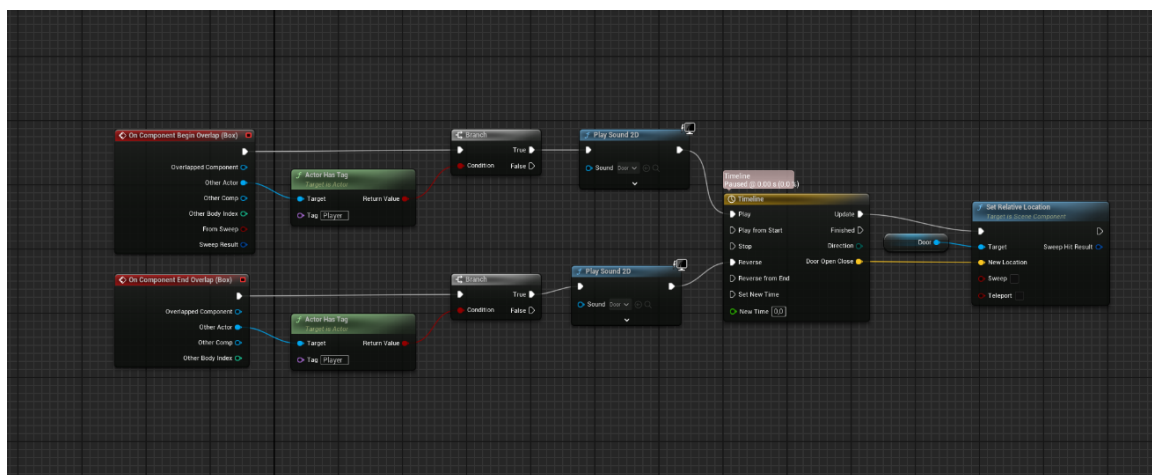 On Component Begin Overlap (Box)
Overlapped Component
Other Actor
Other Comp
Other Body Index
From Sweep
Sweep Result
Actor Has Tag
Target is Actor
Target
Return Value
Tag Player
Branch
True
Condition
False
Play Sound 2D
Sound Door
On Component End Overlap (Box)
Overlapped Component
Other Actor
Other Comp
Other Body Index
Actor Has Tag
Target is Actor
Target
Return Value
Tag Player
Branch
True
Condition
False
Play Sound 2D
Sound Door
Timeline
Paused @ 0.00 s (0.0 %)
Timeline
Play
Update
Play from Start
Finished
Stop
Direction
Reverse
Door Open Close
Reverse from End
Set New Time
New Time 0,0
Door
Set Relative Location
Target is Scene Component
Target
Sweep Hit Result
New Location
Sweep
Teleport